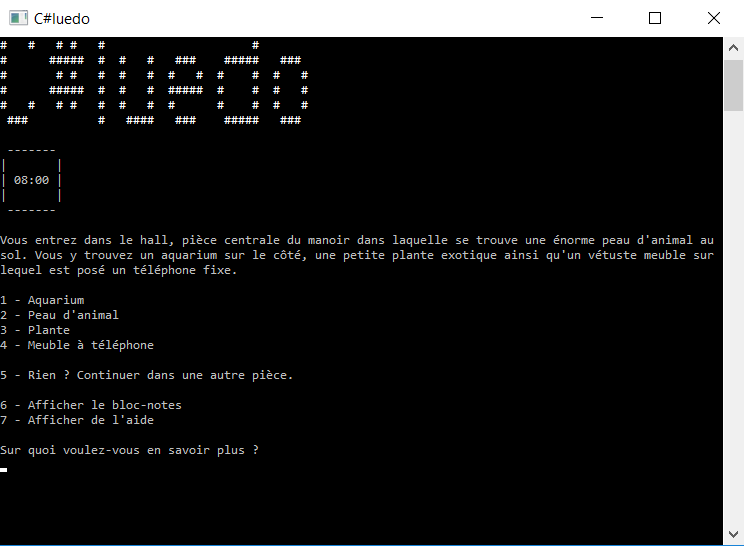 C#luedo
C#luedo
08:00
Vous entrez dans le hall, pièce centrale du manoir dans laquelle se trouve une énorme peau d'animal au
sol. Vous y trouvez un aquarium sur le côté, une petite plante exotique ainsi qu'un vétuste meuble sur
lequel est posé un téléphone fixe.
1 - Aquarium
2 - Peau d'animal
3 - Plante
4 - Meuble à téléphone
5 - Rien ? Continuer dans une autre pièce.
6 - Afficher le bloc-notes
7 - Afficher de l'aide
Sur quoi voulez-vous en savoir plus ?